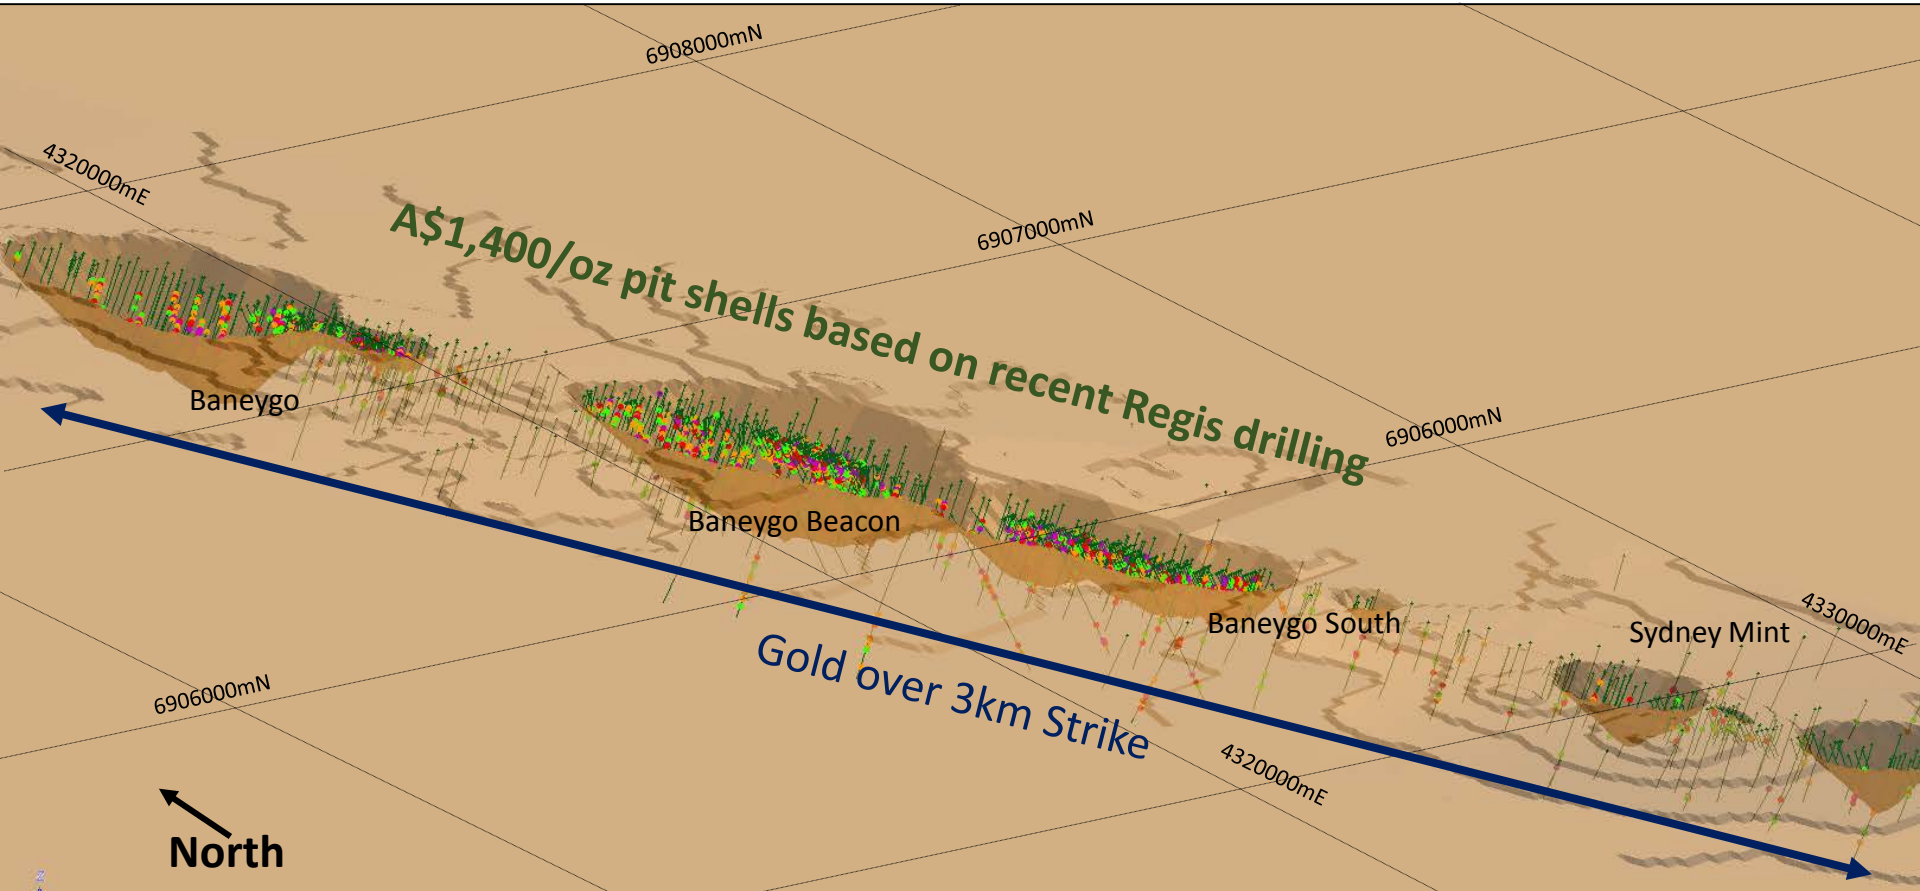 6908000mN
4320000mE
A$1,400/oz pit shells based on recent Regis drilling
6907000mN
6906000mN
Baneygo
Baneygo Beacon
Baneygo South
4330000mE
Sydney Mint
Gold over 3km Strike
6906000mN
4320000mE
North
Z